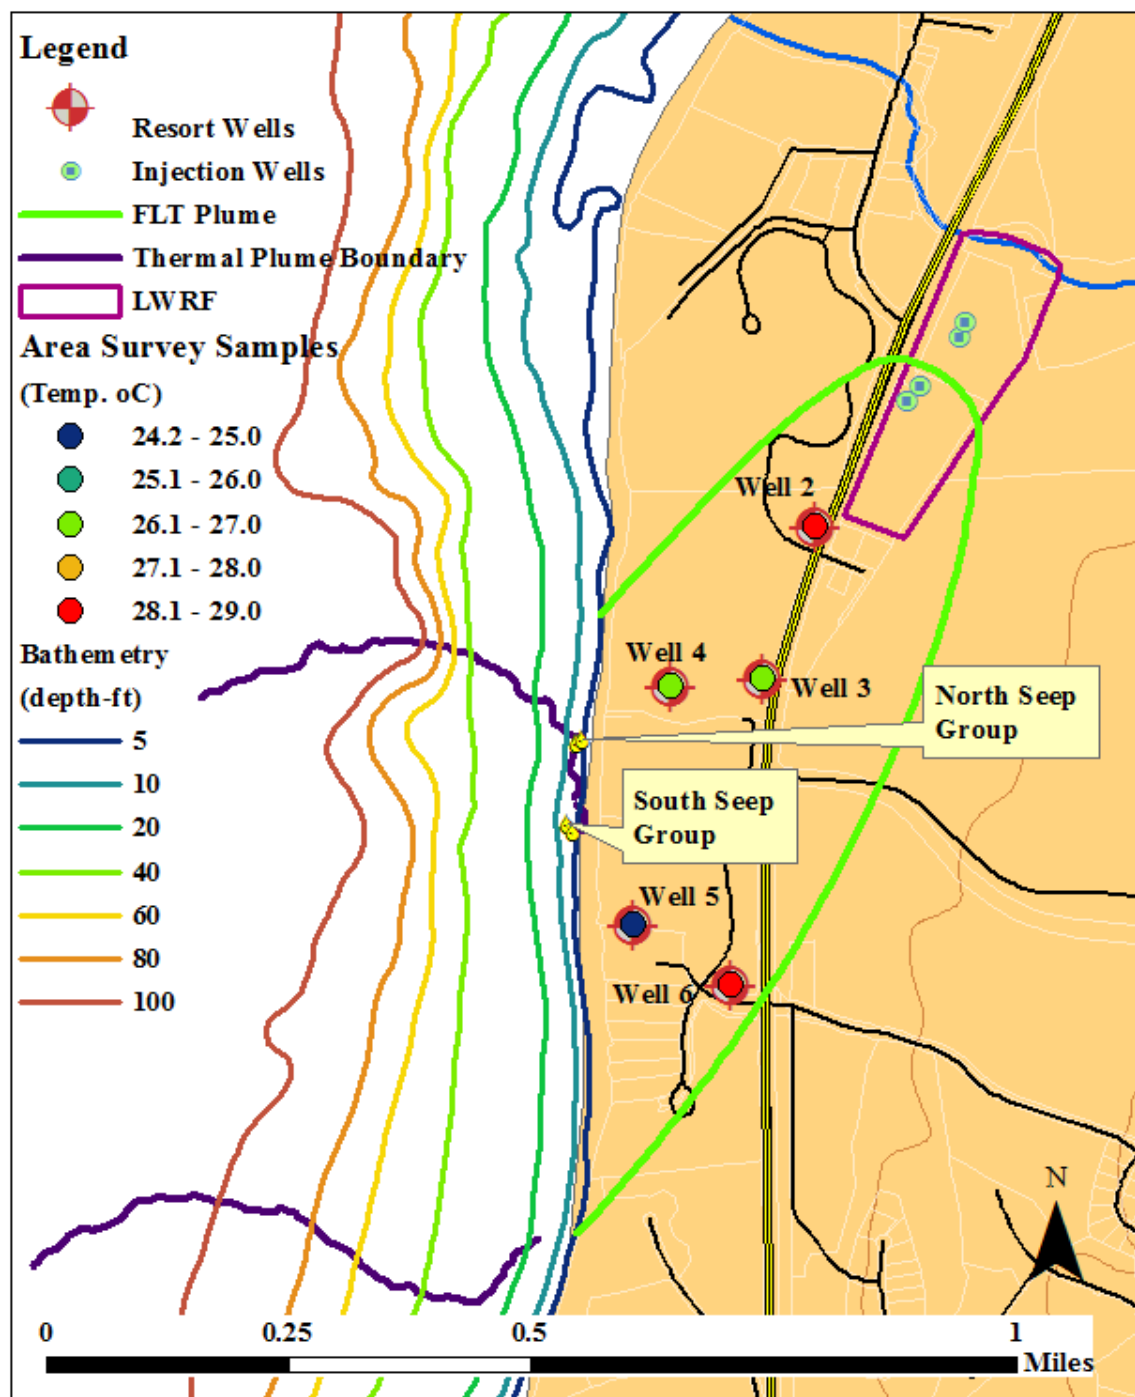 Legend
Resort Wells
Injection Wells
FLT Plume
Thermal Plume Boundary
LWRF
Area Survey Samples
(Temp. oC)
24.2 - 25.0
25.1 - 26.0
26.1 - 27.0
27.1 - 28.0
28.1 - 29.0
Bathemetry
(depth-ft)
5
10
20
40
60
80
100
Well 2
Well 4
Well 3
North Seep
Group
South Seep
Group
Well 5
Well 6
N
0 0.25 0.5 1
Miles